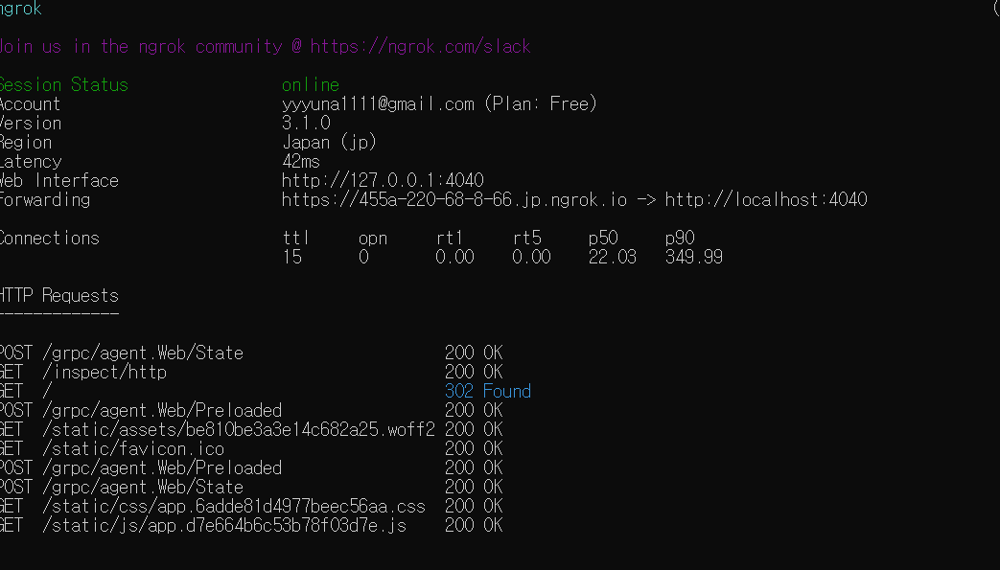 ngrok
Join us in the ngrok community @ https://ngrok.com/slack
Session Status online
Account yyyuna1111@gmail.com (Plan: Free)
Version 3.1.0
Region Japan (jp)
Latency 42ms
Web Interface http://127.0.0.1:4040
Forwarding https://455a-220-68-8-66.jp.ngrok.io -> http://localhost:4040
Connections ttl opn rt1 rt5 p50 p90
15 0 0.00 0.00 22.03 349.99
HTTP Requests
-------------
POST /grpc/agent.Web/State 200 OK
GET /inspect/http 200 OK
GET / 302 Found
POST /grpc/agent.Web/Preloaded 200 OK
GET /static/assets/be810be3a3e14c682a25.woff2 200 OK
GET /static/favicon.ico 200 OK
POST /grpc/agent.Web/Preloaded 200 OK
POST /grpc/agent.Web/State 200 OK
GET /static/css/app.6adde81d4977beec56aa.css 200 OK
GET /static/js/app.d7e664b6c53b78f03d7e.js 200 OK